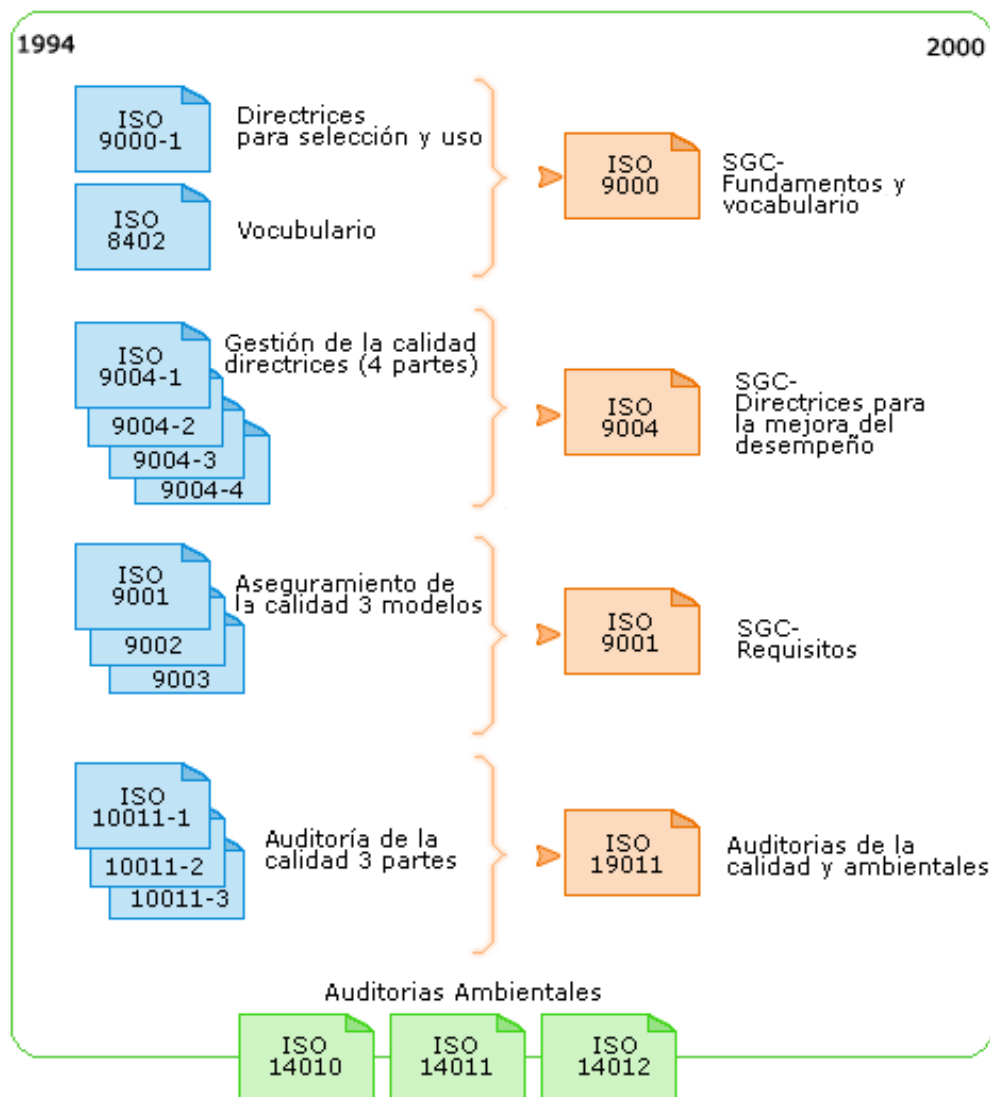 1994
2000
ISO
9000-1
Directrices
para selección y uso
ISO
8402
Vocubulario
ISO
9000
SGC-
Fundamentos y
vocabulario
ISO
9004-1
9004-2
9004-3
9004-4
Gestión de la calidad
directrices (4 partes)
ISO
9004
SGC-
Directrices para
la mejora del
desempeño
ISO
9001
9002
9003
Aseguramiento de
la calidad 3 modelos
ISO
9001
SGC-
Requisitos
ISO
10011-1
10011-2
10011-3
Auditoría de la
calidad 3 partes
ISO
19011
Auditorias de la
calidad y ambientales
Auditorias Ambientales
ISO
14010
ISO
14011
ISO
14012